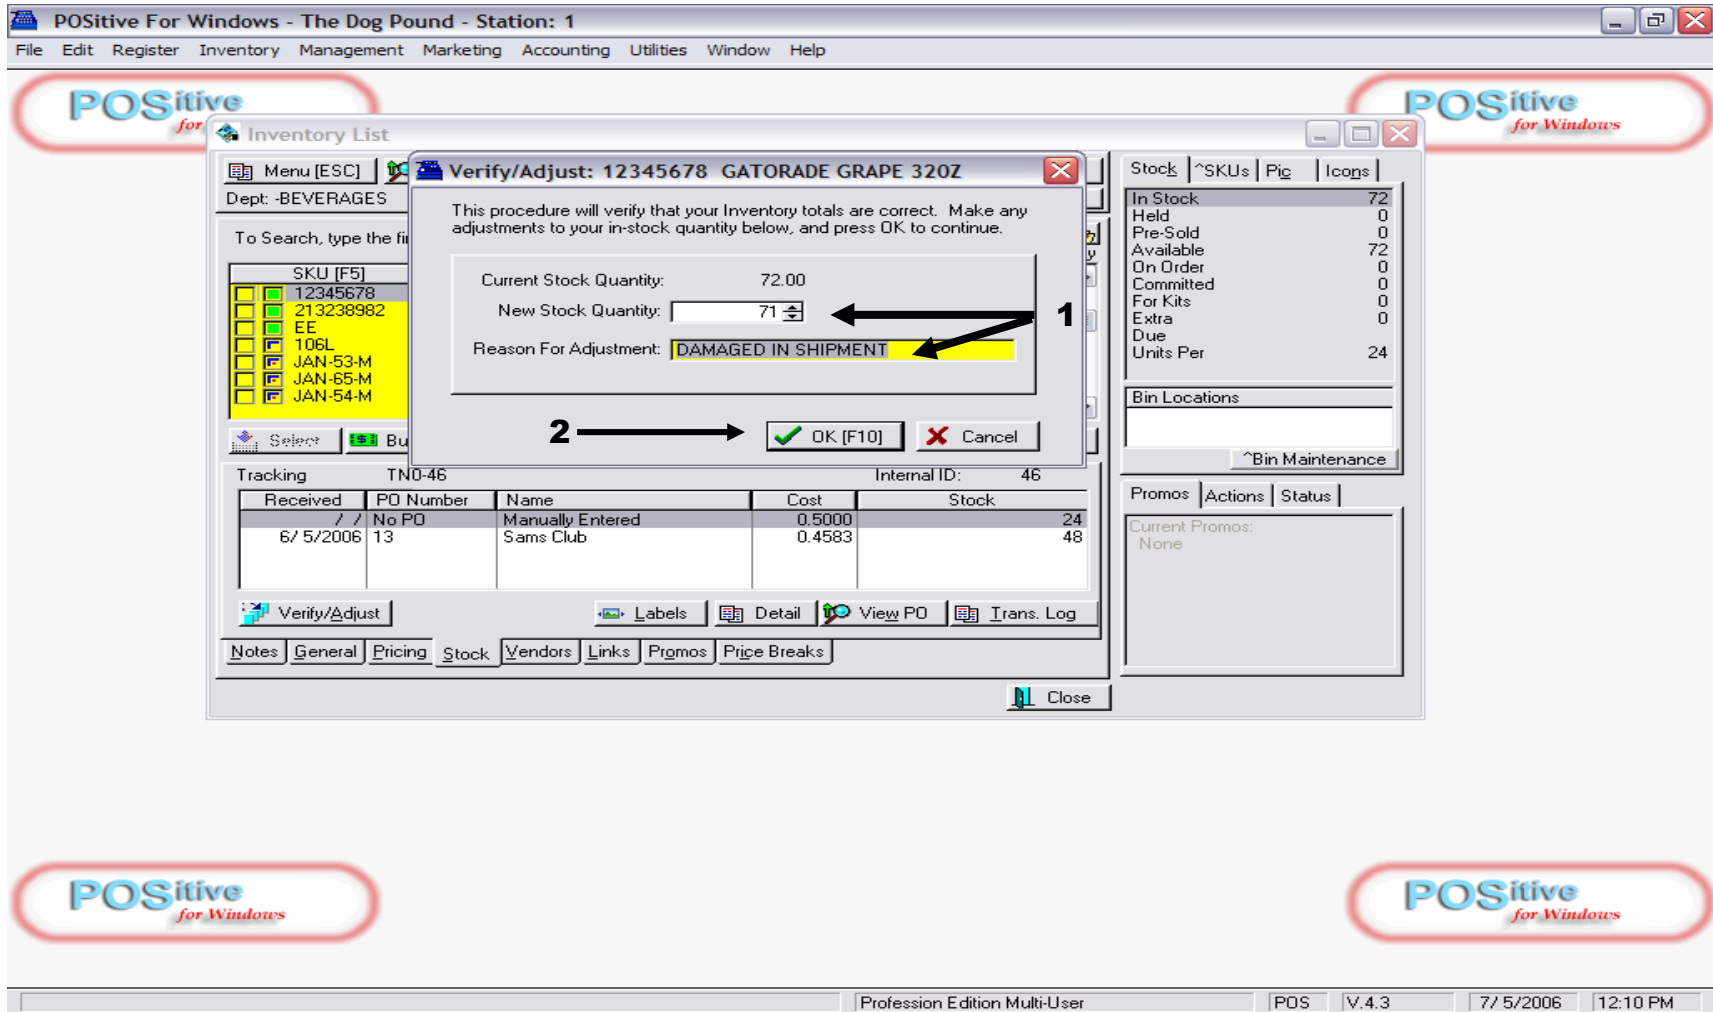 POSitive For Windows - The Dog Pound - Station: 1
File Edit Register Inventory Management Marketing Accounting Utilities Window Help
POSitive
for
POSitive
for Windows
Inventory List
Menu [ESC]
Dept: -BEVERAGES
To Search, type the fi
SKU [F5]
12345678
213238982
EE
106L
JAN-53-M
JAN-65-M
JAN-54-M
Select
Bu
Verify/Adjust: 12345678 GATORADE GRAPE 320Z
This procedure will verify that your Inventory totals are correct. Make any
adjustments to your in-stock quantity below, and press OK to continue.
Current Stock Quantity: 72.00
New Stock Quantity: 71
1
Reason For Adjustment: DAMAGED IN SHIPMENT
2
OK [F10] Cancel
y
Tracking TN0-46 Internal ID: 46
Received PO Number Name Cost Stock
/ / No PO Manually Entered 0.5000 24
6/ 5/2006 13 Sams Club 0.4583 48
Verify/Adjust Labels Detail View PO Trans. Log
Notes General Pricing Stock Vendors Links Promos Price Breaks
Close
Stock ^SKUs Pic Icons
In Stock 72
Held 0
Pre-Sold 0
Available 72
On Order 0
Committed 0
For Kits 0
Extra 0
Due
Units Per 24
Bin Locations
^Bin Maintenance
Promos Actions Status
Current Promos:
None
POSitive
for Windows
POSitive
for Windows
Profession Edition Multi-User POS V.4.3 7/ 5/2006 12:10 PM